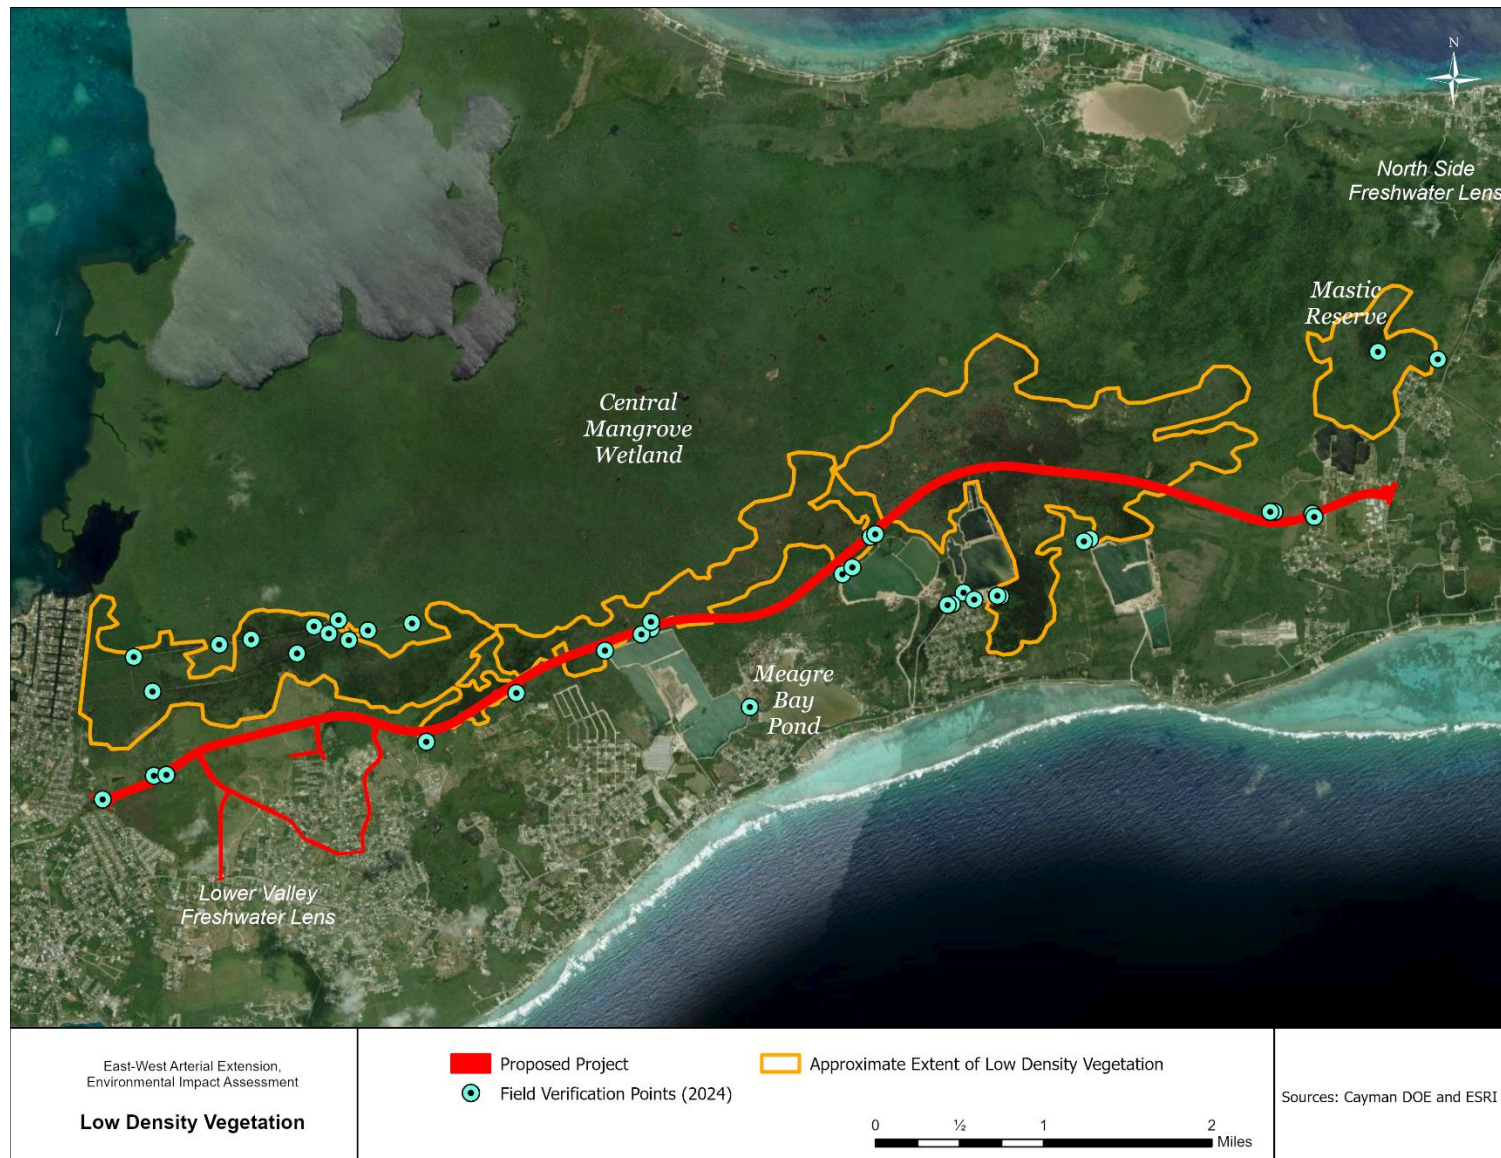 N
North Side
Freshwater Lens
Mastic
Reserve
Central
Mangrove
Wetland
Meagre
Bay
Pond
Lower Valley
Freshwater Lens
East-West Arterial Extension,
Environmental Impact Assessment
Low Density Vegetation
Proposed Project
Field Verification Points (2024)
Approximate Extent of Low Density Vegetation
0 ½ 1 2
Miles
Sources: Cayman DOE and ESRI